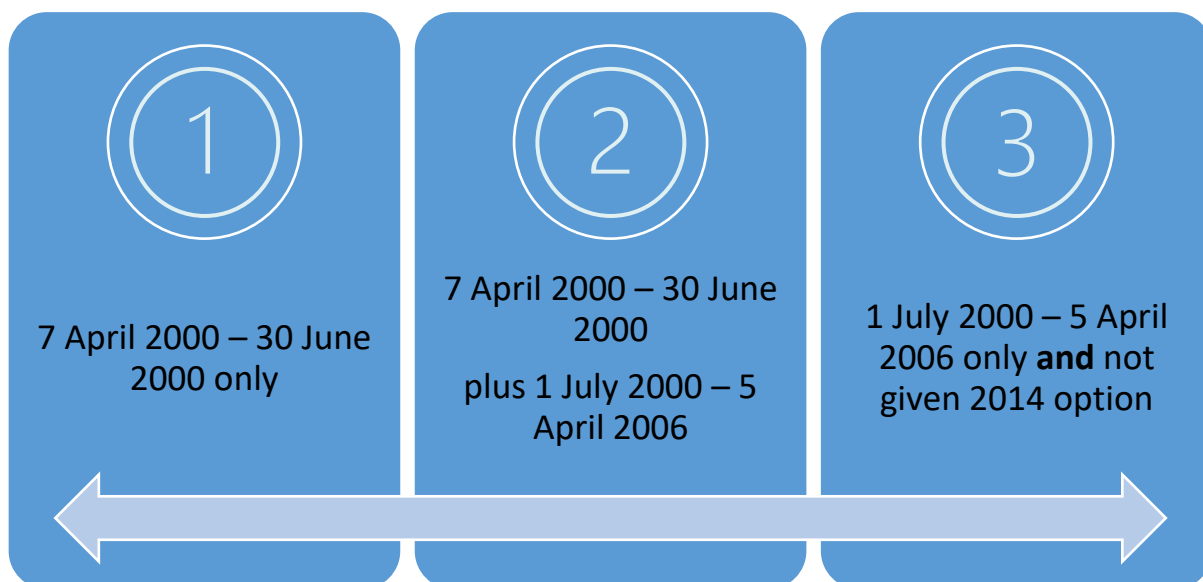 1
7 April 2000 – 30 June
2000 only
2
7 April 2000 – 30 June
2000
plus 1 July 2000 – 5
April 2006
3
1 July 2000 – 5 April
2006 only and not
given 2014 option